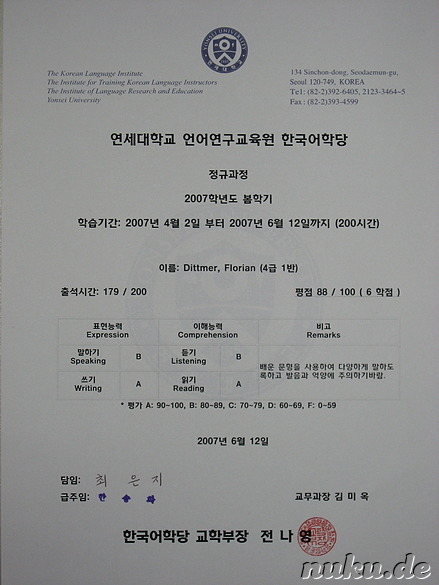 YONSEI UNIVERSITY
The Korean Language Institute
The Institute for Training Korean Language Instructors
The Institute of Language Research and Education
Yonsei University
134 Sinchon-dong, Seodaemun-gu,
Seoul 120-749, KOREA
Tel: (82-2)392-6405, 2123-3464~5
Fax: (82-2)393-4599
연세대학교 언어연구교육원 한국어학당
정규과정
2007학년도 봄학기
학습기간: 2007년 4월 2일 부터 2007년 6월 12일까지 (200시간)
이름: Dittmer, Florian (4급 1반)
출석시간: 179 / 200
평점 88 / 100 ( 6 학점 )
표현능력 이해능력 비고
Expression Comprehension Remarks
말하기 Speaking B 듣기 Listening B
쓰기 Writing A 읽기 Reading A
배운 문형을 사용하여 다양하게 말하도
록하고 발음과 억양에 주의하기바람.
* 평가 A: 90~100, B: 80~89, C: 70~79, D: 60~69, F: 0~59
2007년 6월 12일
담임: 최 은 지
급주임: 한
교무과장 김 미 옥
한국어학당 교학부장 전 나 영
nuku.de